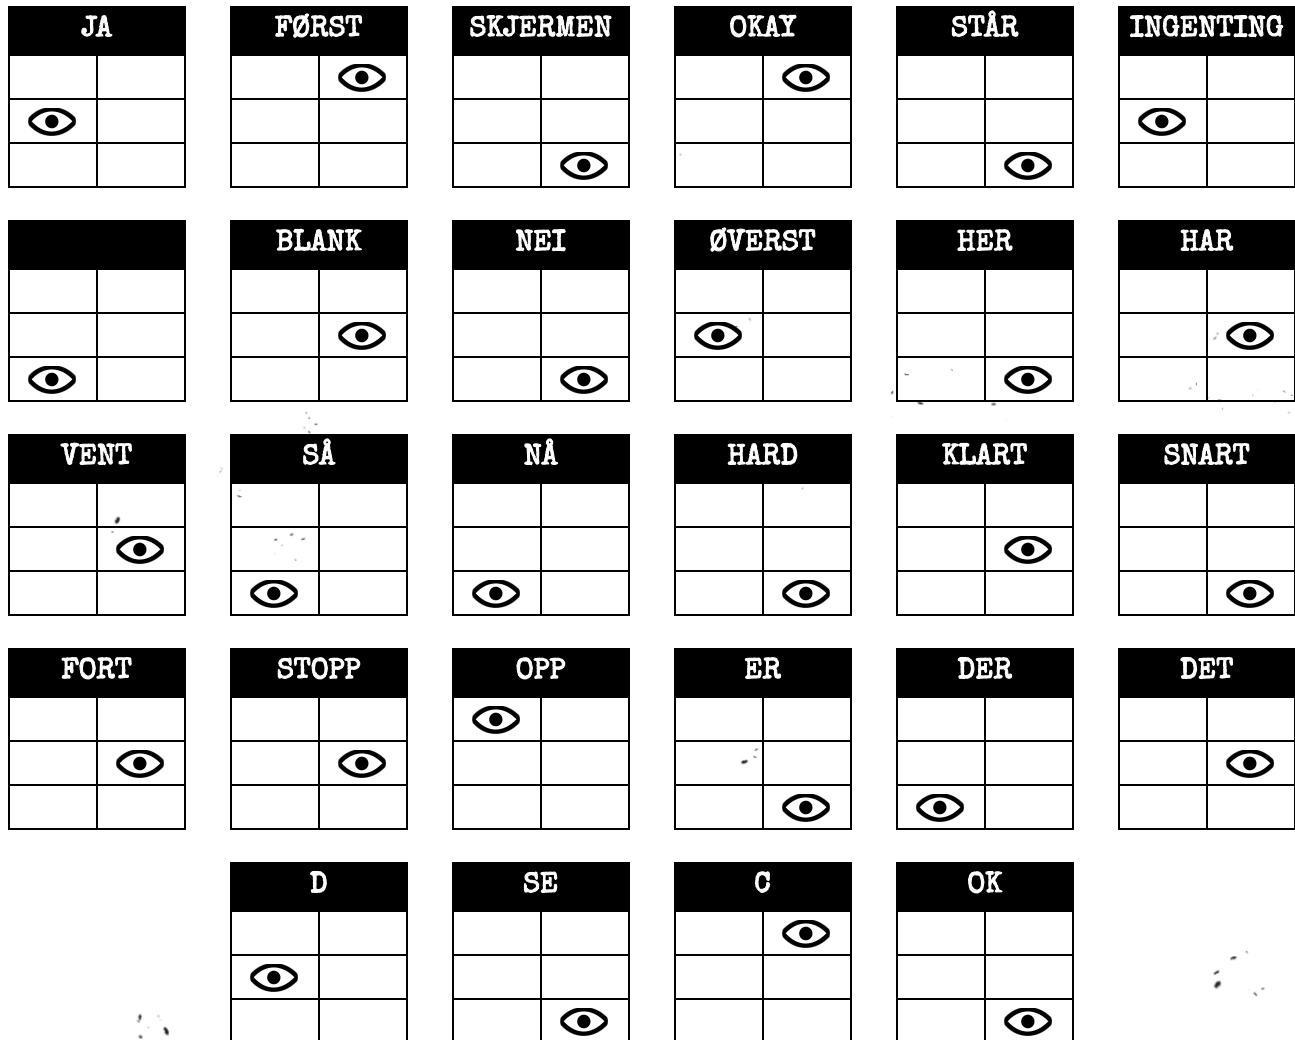 JA FØRST SKJERMEN OKAY STÅR INGENTING
BLANK NEI ØVERST HER HAR
VENT SÅ NÅ HARD KLART SNART
FORT STOPP OPP ER DER DET
D SE C OK